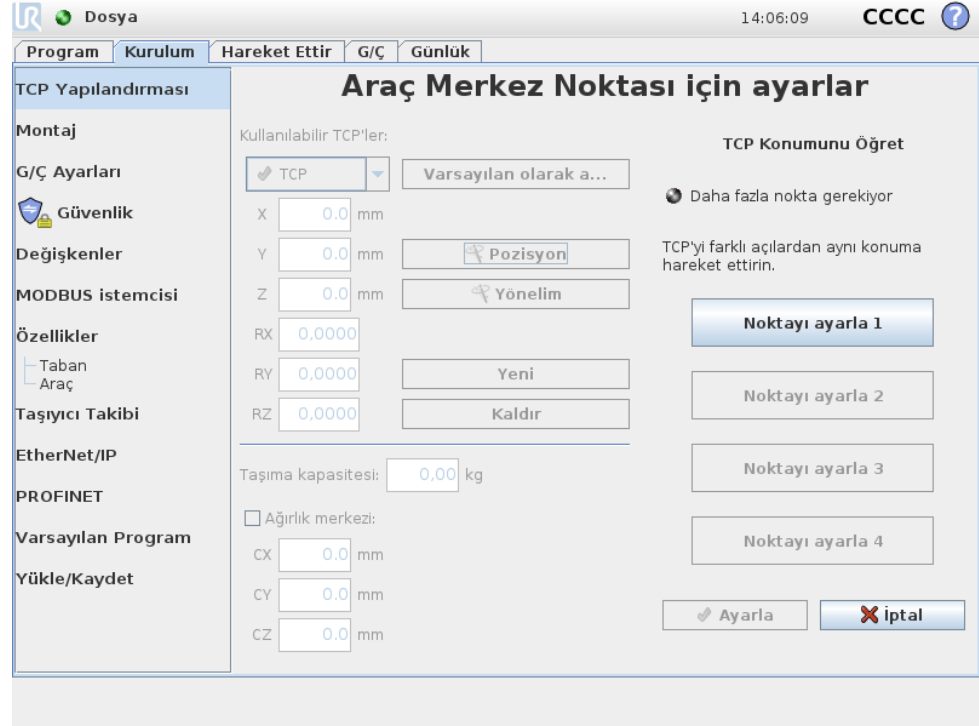 UR Dosya 14:06:09 CCCC ?
Program Kurulum Hareket Ettir G/Ç Günlük
TCP Yapılandırması
Montaj
G/Ç Ayarları
Güvenlik
Değişkenler
MODBUS istemcisi
Özellikler
Taban
Araç
Taşıyıcı Takibi
EtherNet/IP
PROFINET
Varsayılan Program
Yükle/Kaydet
Araç Merkez Noktası için ayarlar
Kullanılabilir TCP'ler:
TCP Varsayılan olarak a...
X 0.0 mm
Y 0.0 mm Pozisyon
Z 0.0 mm Yönelim
RX 0,0000
RY 0,0000 Yeni
RZ 0,0000 Kaldır
Taşıma kapasitesi: 0,00 kg
Ağırlık merkezi:
CX 0.0 mm
CY 0.0 mm
CZ 0.0 mm
TCP Konumunu Öğret
Daha fazla nokta gerekiyor
TCP'yi farklı açılardan aynı konuma
hareket ettirin.
Noktayı ayarla 1
Noktayı ayarla 2
Noktayı ayarla 3
Noktayı ayarla 4
Ayarla İptal